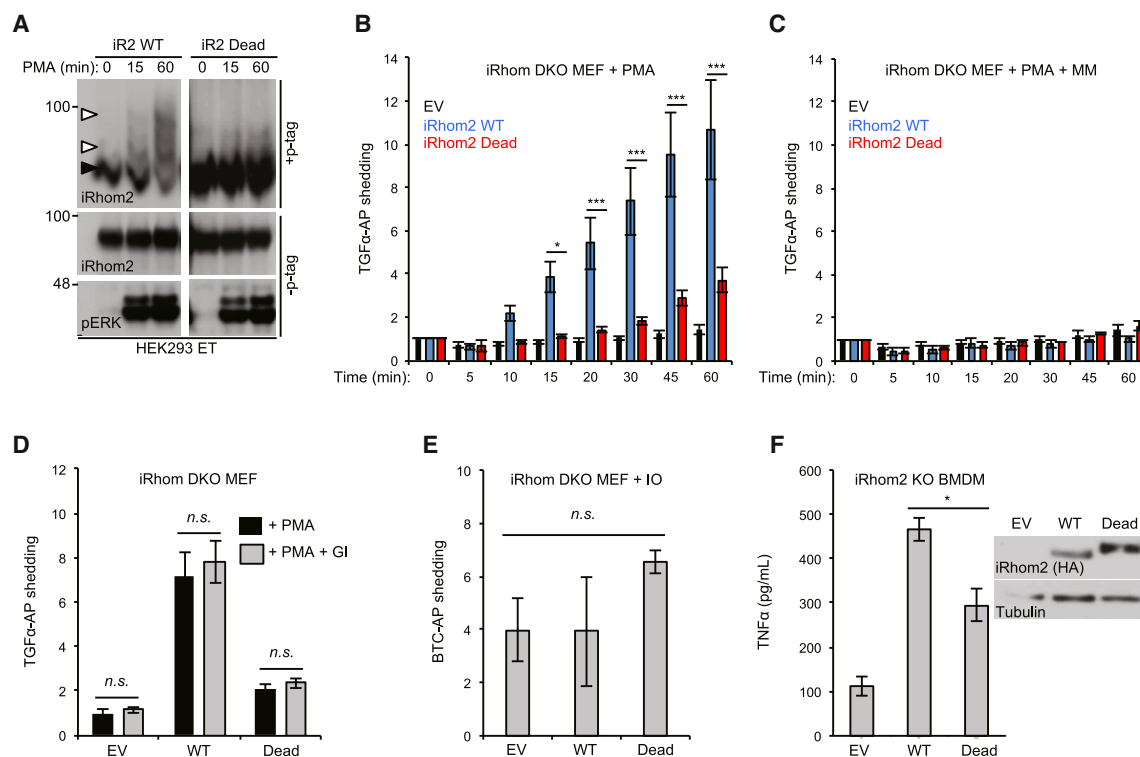 A
iR2 WT iR2 Dead
PMA (min): 0 15 60 0 15 60
100
iRhom2
+p-tag
100
iRhom2
48
pERK
-p-tag
HEK293 ET
B
iRhom DKO MEF + PMA
EV
iRhom2 WT
iRhom2 Dead
TGFα-AP shedding
14
12
10
8
6
4
2
0
* *** *** *** ***
Time (min): 0 5 10 15 20 30 45 60
C
iRhom DKO MEF + PMA + MM
EV
iRhom2 WT
iRhom2 Dead
TGFα-AP shedding
14
12
10
8
6
4
2
0
Time (min): 0 5 10 15 20 30 45 60
D
iRhom DKO MEF
+ PMA
+ PMA + GI
TGFα-AP shedding
12
10
8
6
4
2
0
n.s. n.s. n.s.
EV WT Dead
E
iRhom DKO MEF + IO
n.s.
BTC-AP shedding
10
8
6
4
2
0
EV WT Dead
F
iRhom2 KO BMDM
*
TNFα (pg/mL)
600
500
400
300
200
100
0
EV WT Dead
EV WT Dead
iRhom2 (HA)
Tubulin